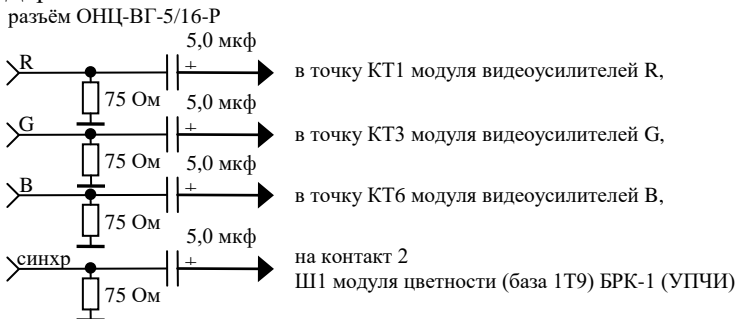 разъём ОНЦ-ВГ-5/16-Р
5,0 мкф
R
+
в точку КТ1 модуля видеоусилителей R,
75 Ом
5,0 мкф
G
+
в точку КТ3 модуля видеоусилителей G,
75 Ом
5,0 мкф
B
+
в точку КТ6 модуля видеоусилителей B,
75 Ом
5,0 мкф
синхр
+
на контакт 2
Ш1 модуля цветности (база 1Т9) БРК-1 (УПЧИ)
75 Ом